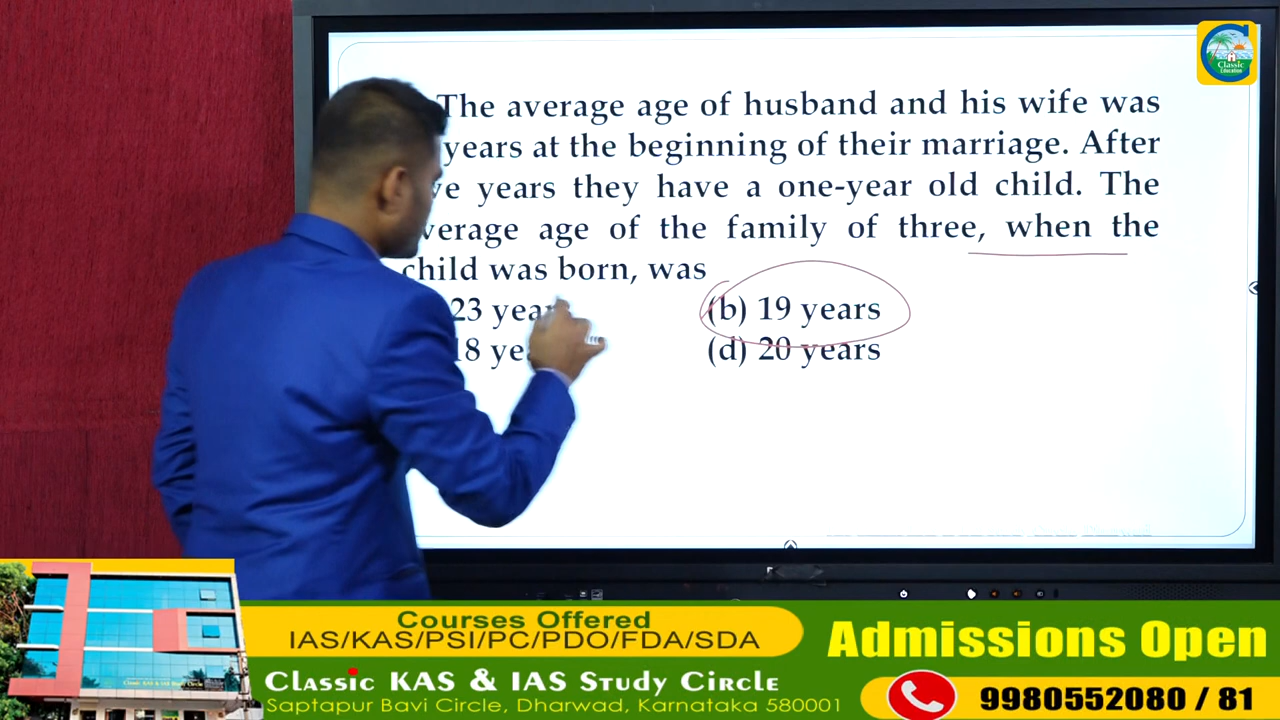 The average age of husband and his wife was
years at the beginning of their marriage. After
years they have a one-year old child. The
average age of the family of three, when the
child was born, was
23 years (b) 19 years
18 years (d) 20 years
Classic
Education
Courses Offered
IAS/KAS/PSI/PC/PDO/FDA/SDA
Classic KAS & IAS Study Circle
Saptapur Bavi Circle, Dharwad, Karnataka 580001
Admissions Open
9980552080 / 81